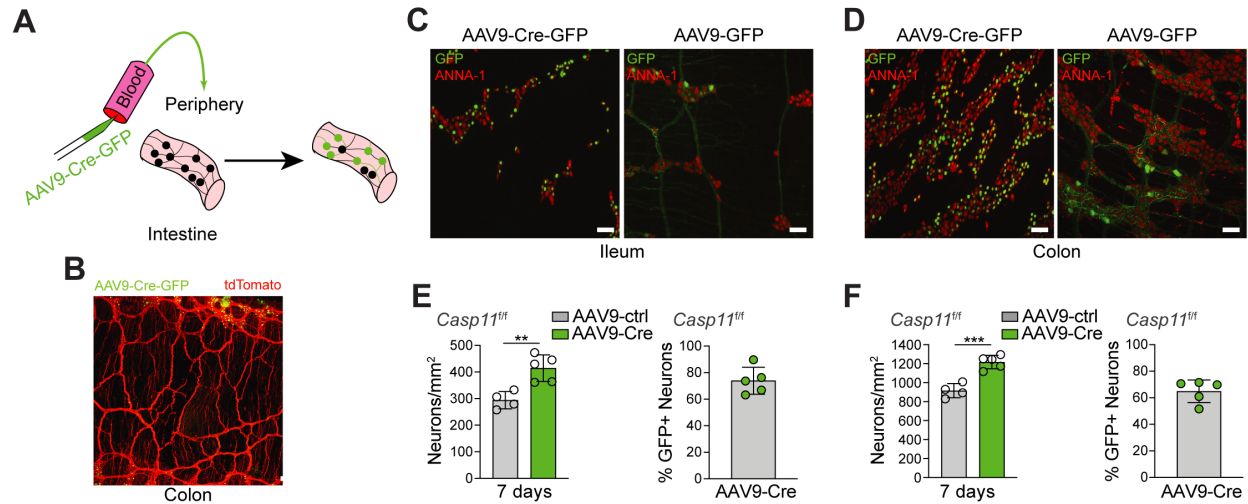 A
Blood
Periphery
AAV9-Cre-GFP
Intestine
B
AAV9-Cre-GFP tdTomato
Colon
C
AAV9-Cre-GFP AAV9-GFP
GFP GFP
ANNA-1 ANNA-1
Ileum
D
AAV9-Cre-GFP AAV9-GFP
GFP GFP
ANNA-1 ANNA-1
Colon
E
Casp11f/f
AAV9-ctrl
AAV9-Cre
**
Neurons/mm2
500
400
300
200
100
0
7 days
Casp11f/f
% GFP+ Neurons
100
80
60
40
20
0
AAV9-Cre
F
Casp11f/f
AAV9-ctrl
AAV9-Cre
***
Neurons/mm2
1400
1200
1000
800
600
400
200
0
7 days
Casp11f/f
% GFP+ Neurons
100
80
60
40
20
0
AAV9-Cre